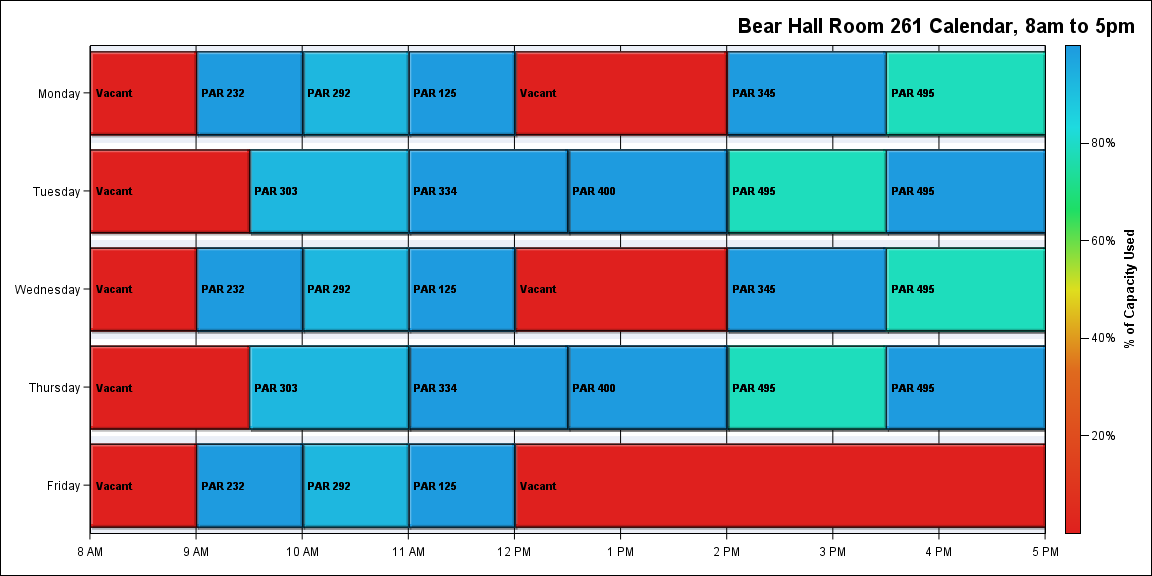 Bear Hall Room 261 Calendar, 8am to 5pm
Monday
Vacant
PAR 232
PAR 292
PAR 125
Vacant
PAR 345
PAR 495
Tuesday
Vacant
PAR 303
PAR 334
PAR 400
PAR 495
PAR 495
Wednesday
Vacant
PAR 232
PAR 292
PAR 125
Vacant
PAR 345
PAR 495
Thursday
Vacant
PAR 303
PAR 334
PAR 400
PAR 495
PAR 495
Friday
Vacant
PAR 232
PAR 292
PAR 125
Vacant
8 AM
9 AM
10 AM
11 AM
12 PM
1 PM
2 PM
3 PM
4 PM
5 PM
80%
60%
40%
20%
% of Capacity Used